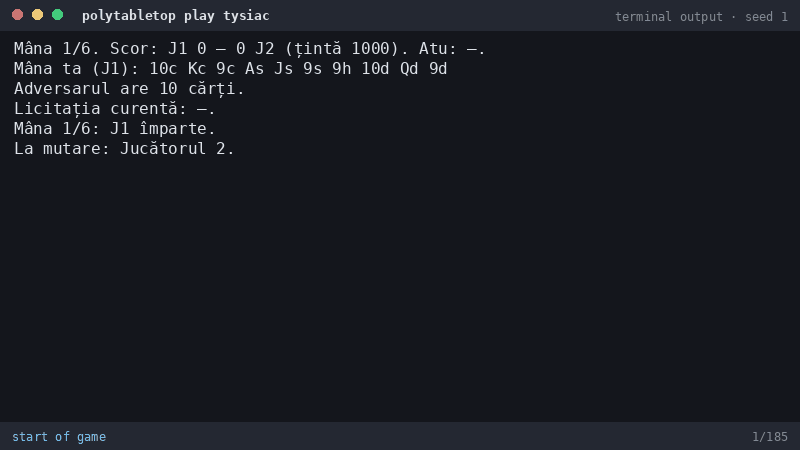 polytabletop play tysiac
terminal output · seed 1
Mâna 1/6. Scor: J1 0 — 0 J2 (țintă 1000). Atu: —.
Mâna ta (J1): 10c Kc 9c As Js 9s 9h 10d Qd 9d
Adversarul are 10 cărți.
Licitația curentă: —.
Mâna 1/6: J1 împarte.
La mutare: Jucătorul 2.
start of game
1/185